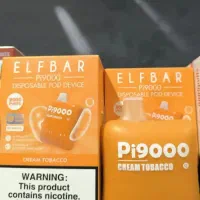 ELFBAR
Pi9000
DISPOSABLE POD DEVICE
CREAM TOBACCO
WARNING:
This product
contains nicotine.
ELFBAR
Pi9000
DISPOSABLE POD DEVICE
Pi9000
CREAM TOBACCO